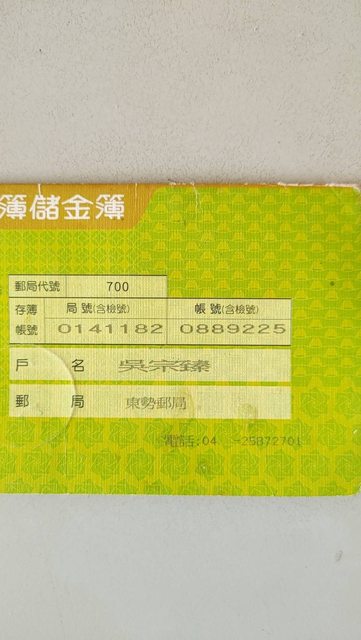 簿儲金簿
郵局代號 700
存簿 局號(含檢號) 帳號(含檢號)
帳號 0141182 0889225
戶名 吳宗臻
郵局 東勢郵局
電話:04 -25872701